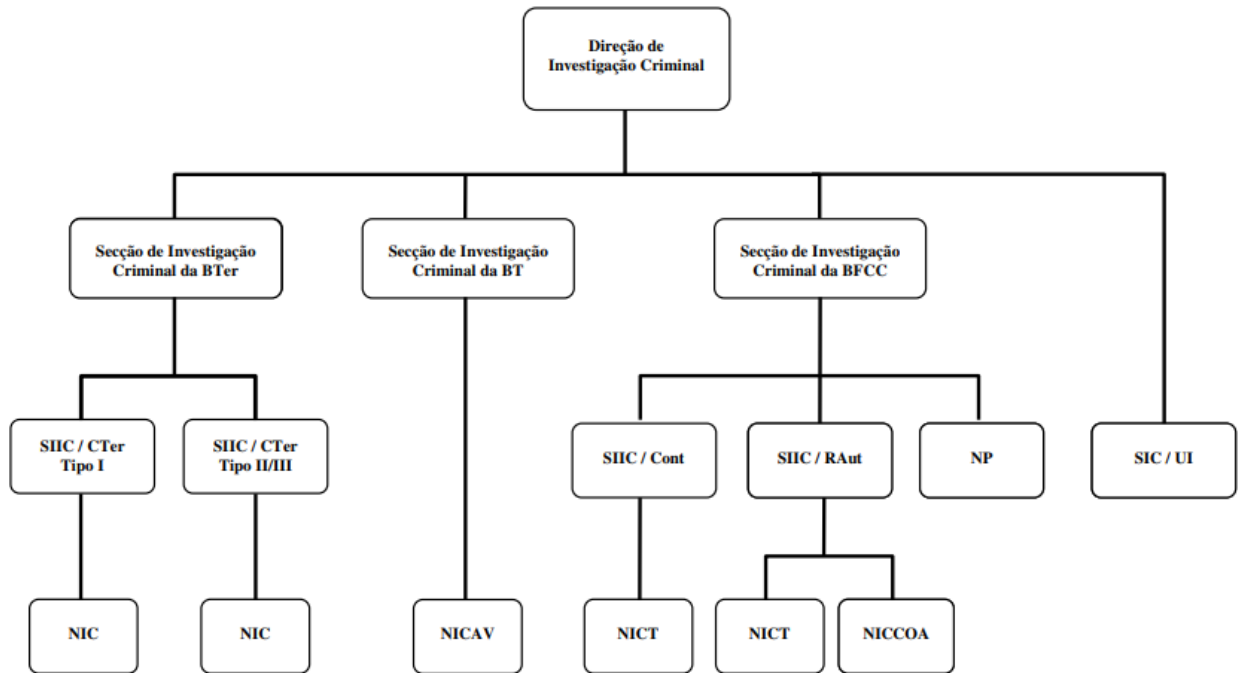 Direção de
Investigação Criminal
Secção de Investigação
Criminal da BTer
Secção de Investigação
Criminal da BT
Secção de Investigação
Criminal da BFCC
SIIC / CTer
Tipo I
SIIC / CTer
Tipo II/III
SIIC / Cont
SIIC / RAut
NP
SIC / UI
NIC
NIC
NICAV
NICT
NICT
NICCOA